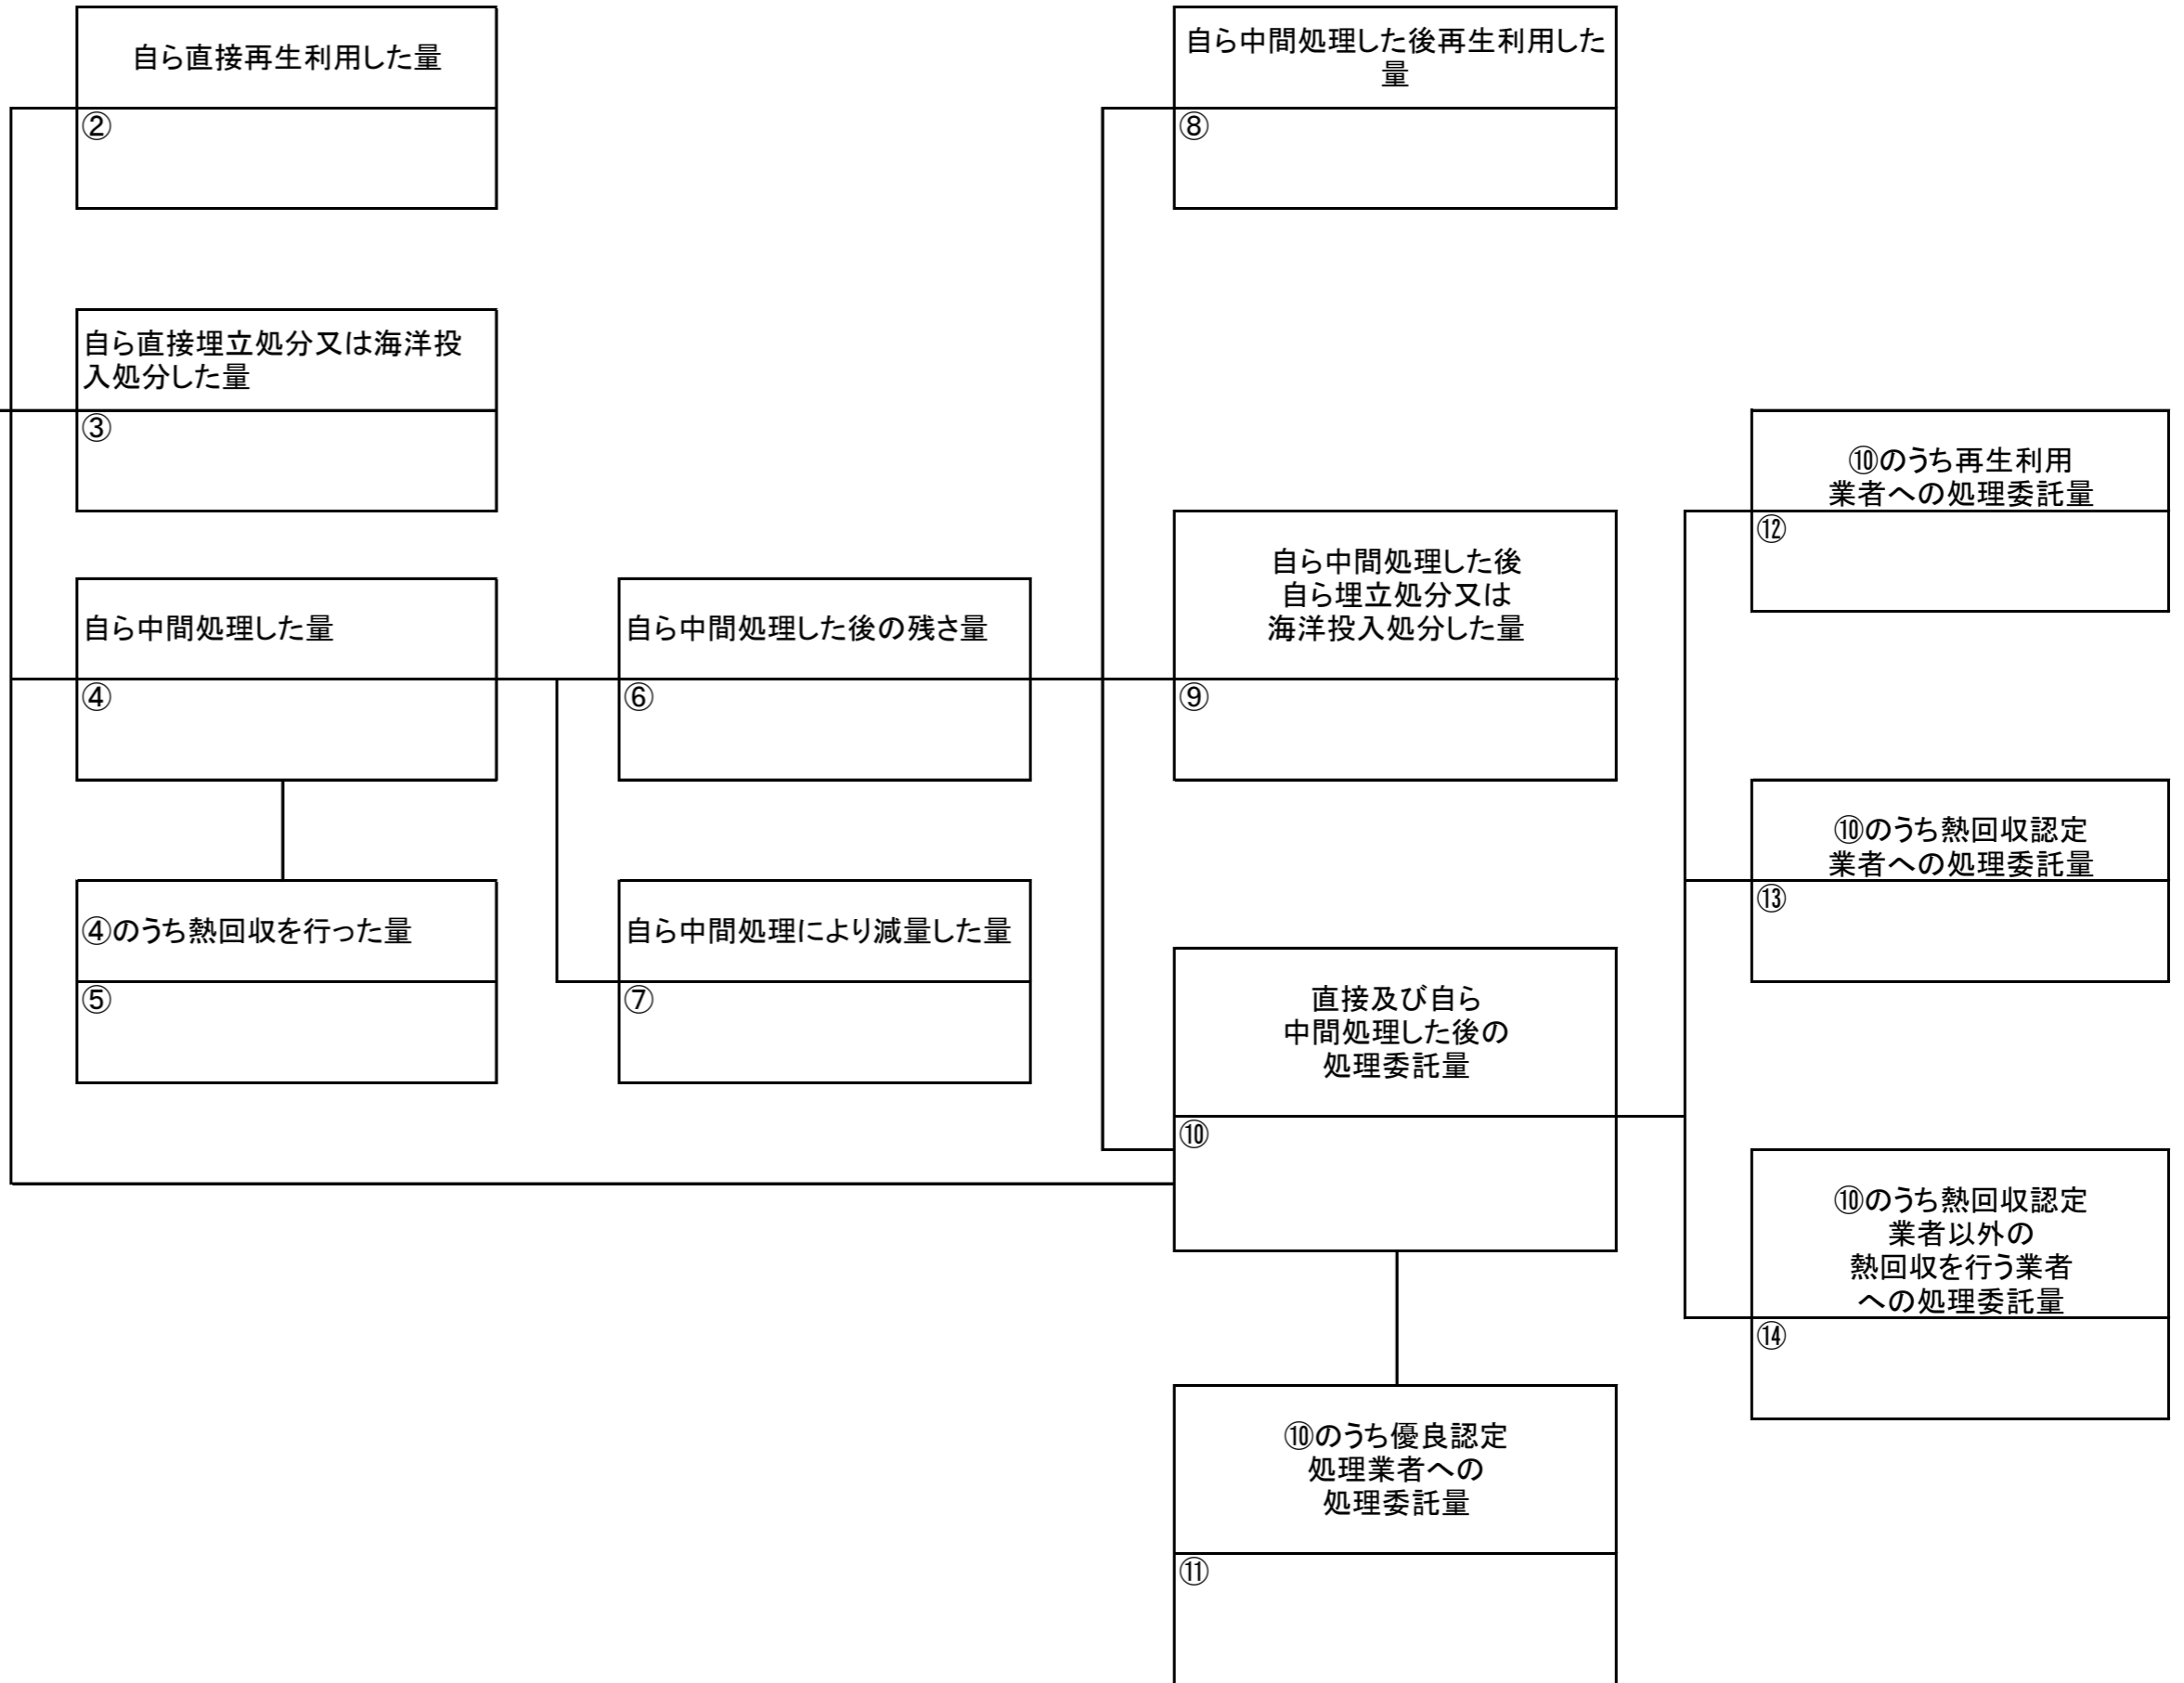 自ら直接再生利用した量
②
自ら直接埋立処分又は海洋投
入処分した量
③
自ら中間処理した量
④
④のうち熱回収を行った量
⑤
自ら中間処理した後の残さ量
⑥
自ら中間処理により減量した量
⑦
自ら中間処理した後再生利用した
量
⑧
自ら中間処理した後
自ら埋立処分又は
海洋投入処分した量
⑨
直接及び自ら
中間処理した後の
処理委託量
⑩
⑩のうち優良認定
処理業者への
処理委託量
⑪
⑩のうち再生利用
業者への処理委託量
⑫
⑩のうち熱回収認定
業者への処理委託量
⑬
⑩のうち熱回収認定
業者以外の
熱回収を行う業者
への処理委託量
⑭